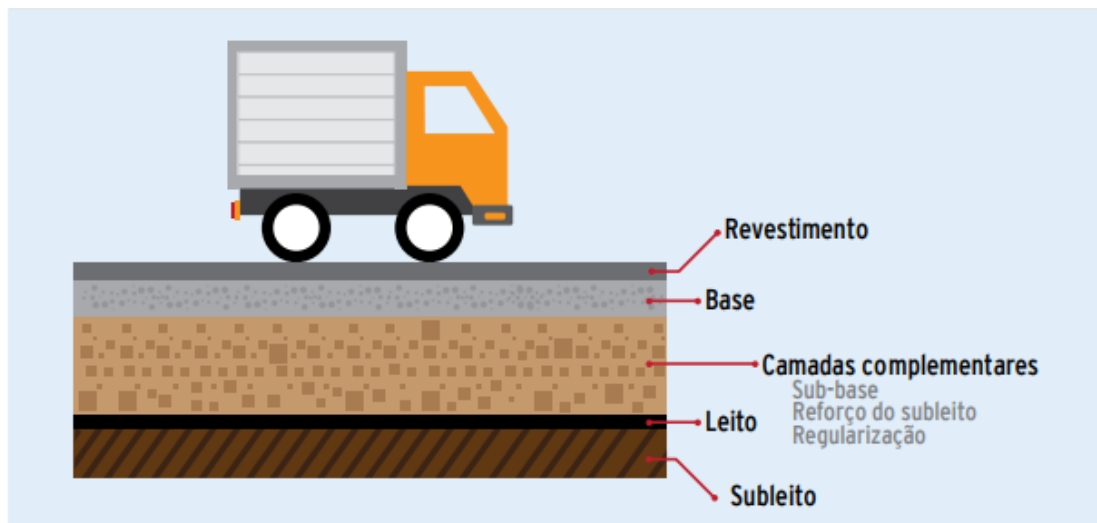 Revestimento
Base
Camadas complementares
Sub-base
Reforço do subleito
Regularização
Leito
Subleito